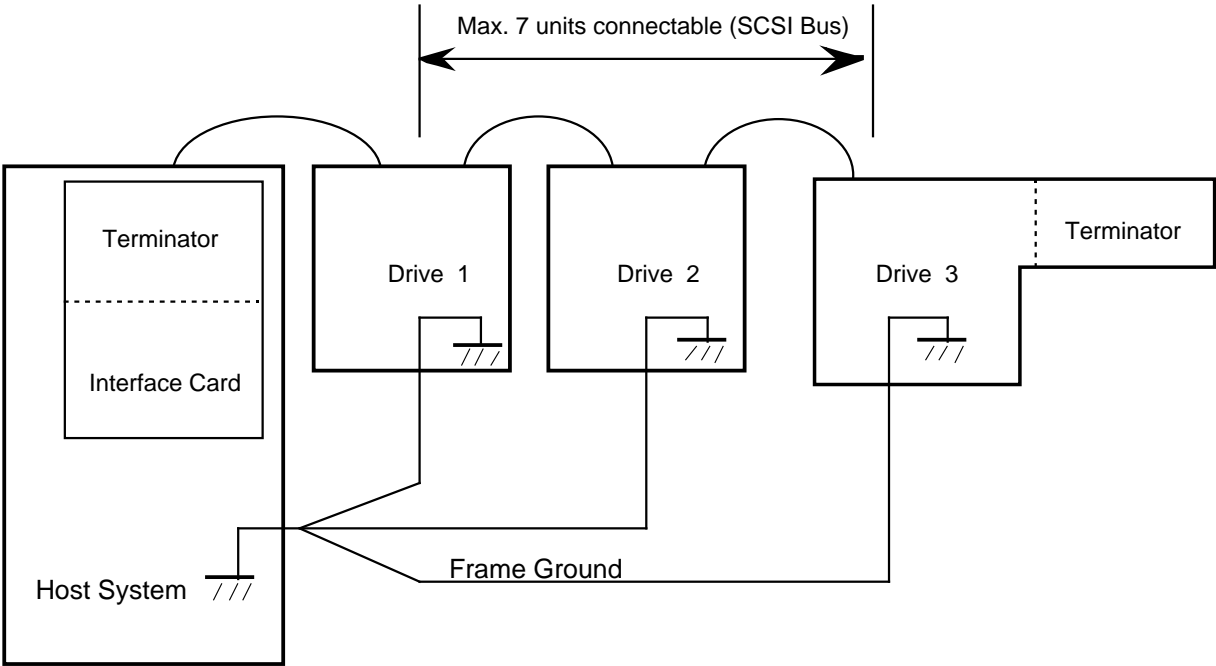 Max. 7 units connectable (SCSI Bus)
Terminator
Interface Card
Host System
Drive 1
Drive 2
Drive 3
Terminator
Frame Ground